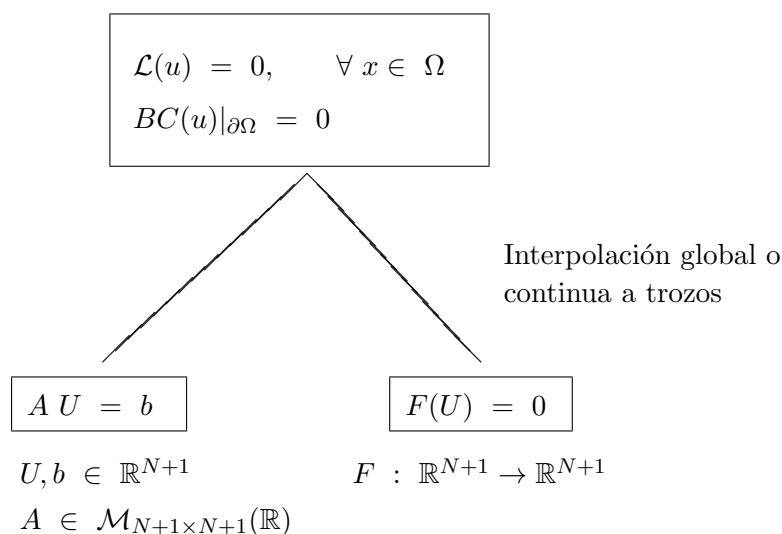 ℒ(u) = 0, ∀ x ∈ Ω
BC(u)|_{∂Ω} = 0
Interpolación global o
continua a trozos
A U = b
F(U) = 0
U, b ∈ ℝ^{N+1}
F : ℝ^{N+1} → ℝ^{N+1}
A ∈ ℳ_{N+1×N+1}(ℝ)